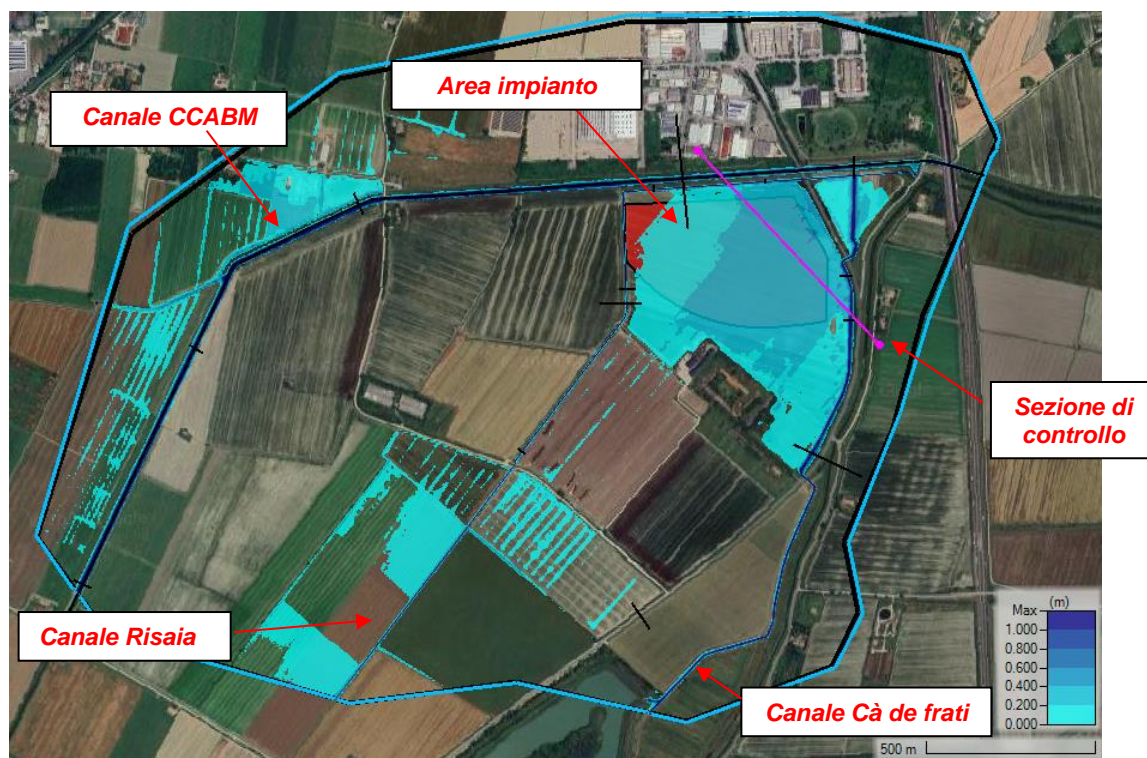 Area impianto
Canale CCABM
Sezione di
controllo
Canale Risaia
Canale Cà de frati
Max (m)
1.000
0.800
0.600
0.400
0.200
0.000
500 m